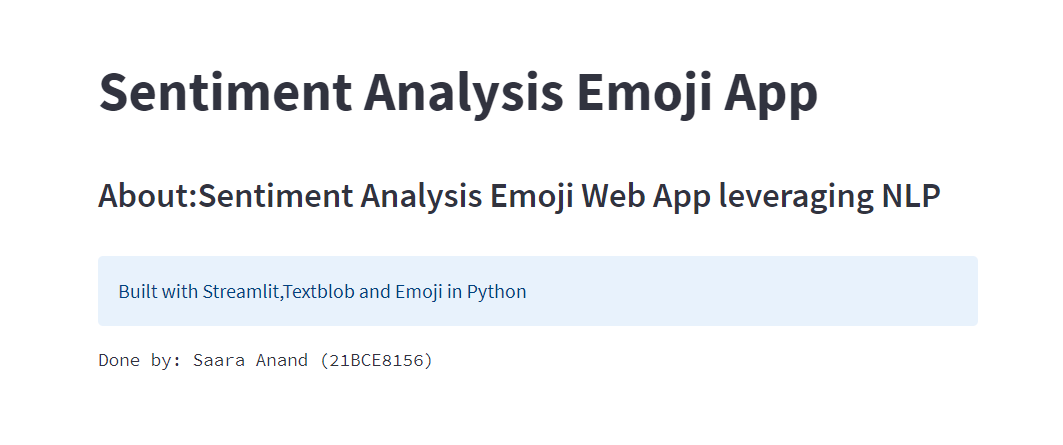 Sentiment Analysis Emoji App
About:Sentiment Analysis Emoji Web App leveraging NLP
Built with Streamlit,Textblob and Emoji in Python
Done by: Saara Anand (21BCE8156)